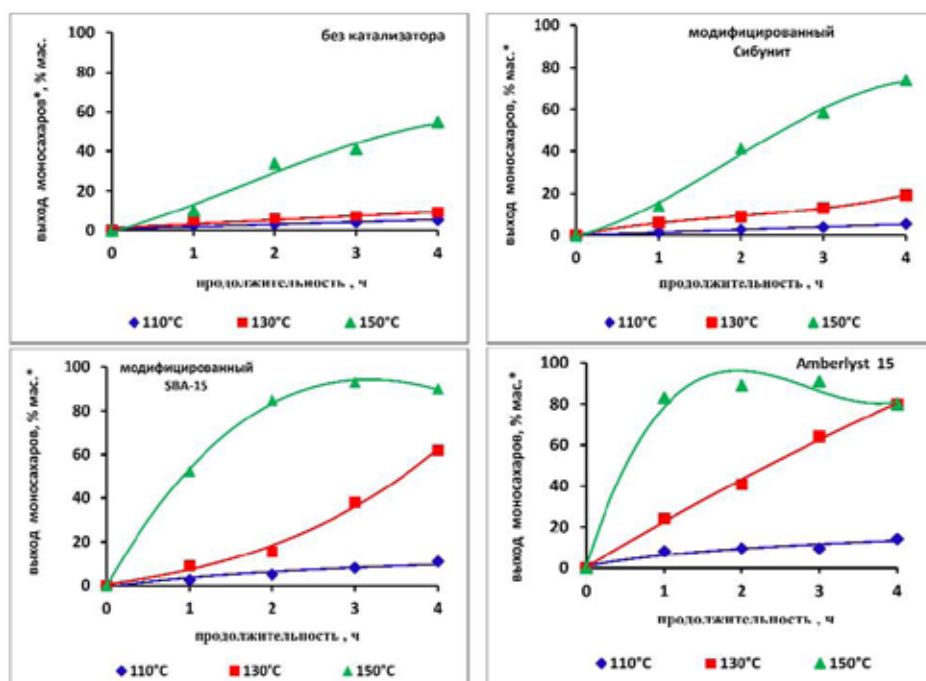 без катализатора
выход моносахаров*, % мас.
100
80
60
40
20
0
0 1 2 3 4
продолжительность , ч
110°C 130°C 150°C
модифицированный
Сибунит
выход моносахаров, % мас.*
100
80
60
40
20
0
0 1 2 3 4
продолжительность , ч
110°C 130°C 150°C
модифицированный
SBA-15
выход моносахаров, % мас.*
100
80
60
40
20
0
0 1 2 3 4
продолжительность , ч
110°C 130°C 150°C
Amberlyst 15
выход моносахаров, % мас.*
100
80
60
40
20
0
0 1 2 3 4
продолжительность , ч
110°C 130°C 150°C